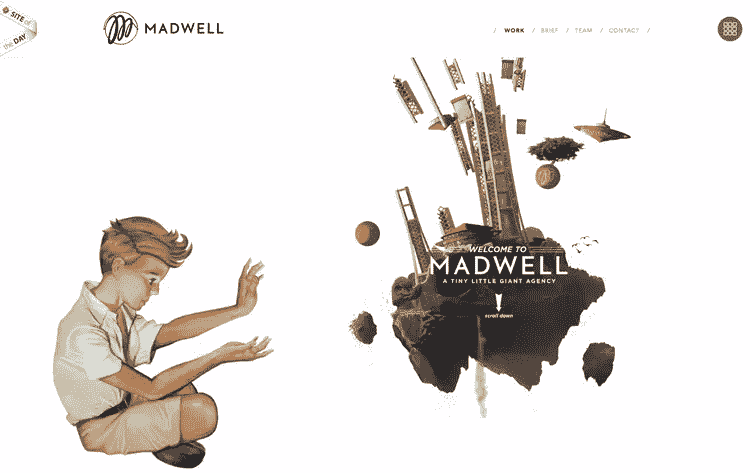 SITE of
the DAY
MADWELL
/ WORK / BRIEF / TEAM / CONTACT /
WELCOME TO
MADWELL
A TINY LITTLE GIANT AGENCY
scroll down